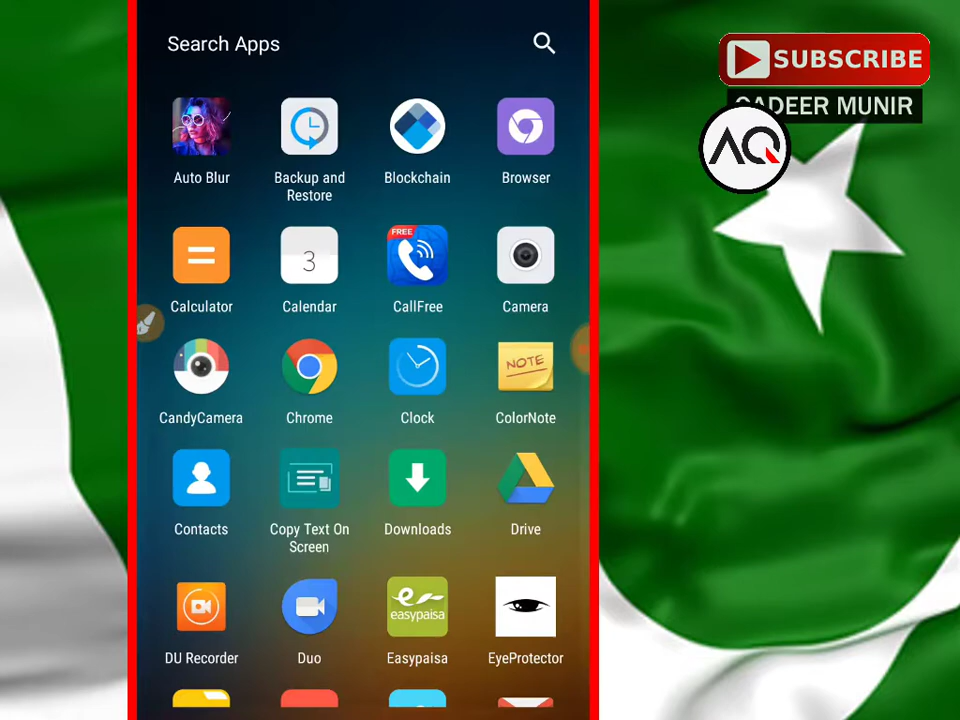 Search Apps
SUBSCRIBE
QADEER MUNIR
AQ
Auto Blur
Backup and
Restore
Blockchain
Browser
3
FREE
Calculator
Calendar
CallFree
Camera
NOTE
CandyCamera
Chrome
Clock
ColorNote
Contacts
Copy Text On
Screen
Downloads
Drive
easypaisa
DU Recorder
Duo
Easypaisa
EyeProtector